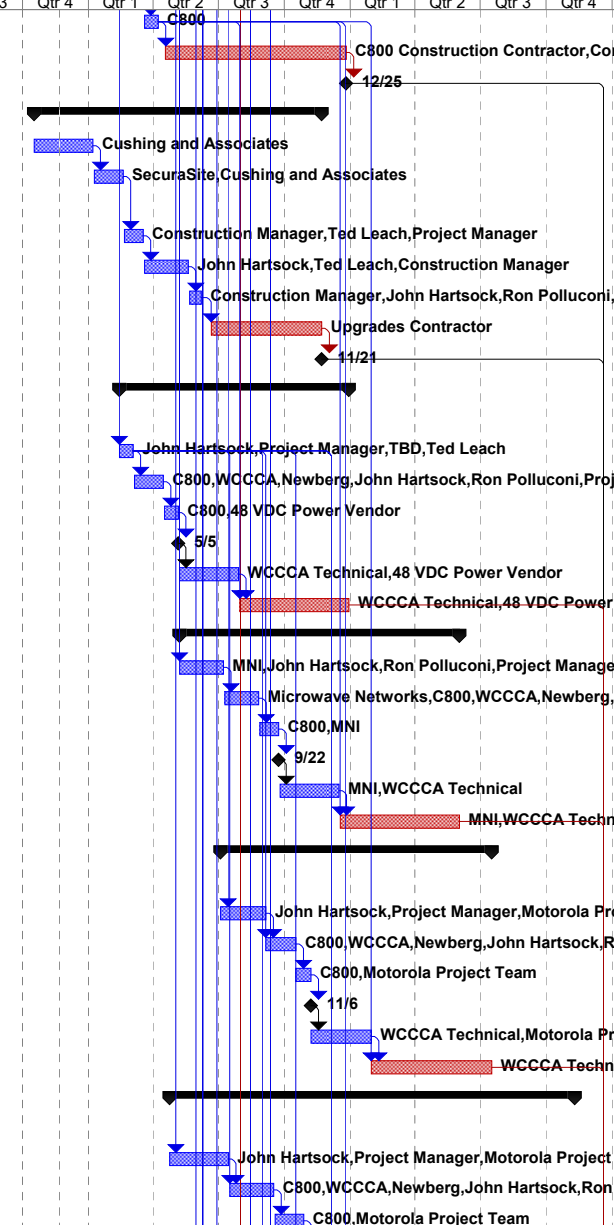 3 Qtr 4 Qtr 1 Qtr 2 Qtr 3 Qtr 4 Qtr 1 Qtr 2 Qtr 3 Qtr 4
C800
C800 Construction Contractor,Co
12/25
Cushing and Associates
SecuraSite,Cushing and Associates
Construction Manager,Ted Leach,Project Manager
John Hartsock,Ted Leach,Construction Manager
Construction Manager,John Hartsock,Ron Polluconi,
Upgrades Contractor
11/21
John Hartsock,Project Manager,TBD,Ted Leach
C800,WCCCA,Newberg,John Hartsock,Ron Polluconi,Proj
C800,48 VDC Power Vendor
5/5
WCCCA Technical,48 VDC Power Vendor
WCCCA Technical,48 VDC Power
MNI,John Hartsock,Ron Polluconi,Project Manage
Microwave Networks,C800,WCCCA,Newberg,
C800,MNI
9/22
MNI,WCCCA Technical
MNI,WCCCA Techn
John Hartsock,Project Manager,Motorola Pr
C800,WCCCA,Newberg,John Hartsock,R
C800,Motorola Project Team
11/6
WCCCA Technical,Motorola Pr
WCCCA Techn
John Hartsock,Project Manager,Motorola Project
C800,WCCCA,Newberg,John Hartsock,Ron
C800,Motorola Project Team